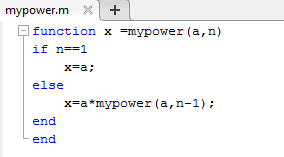 mypower.m
function x =mypower(a,n)
if n==1
    x=a;
else
    x=a*mypower(a,n-1);
end
end